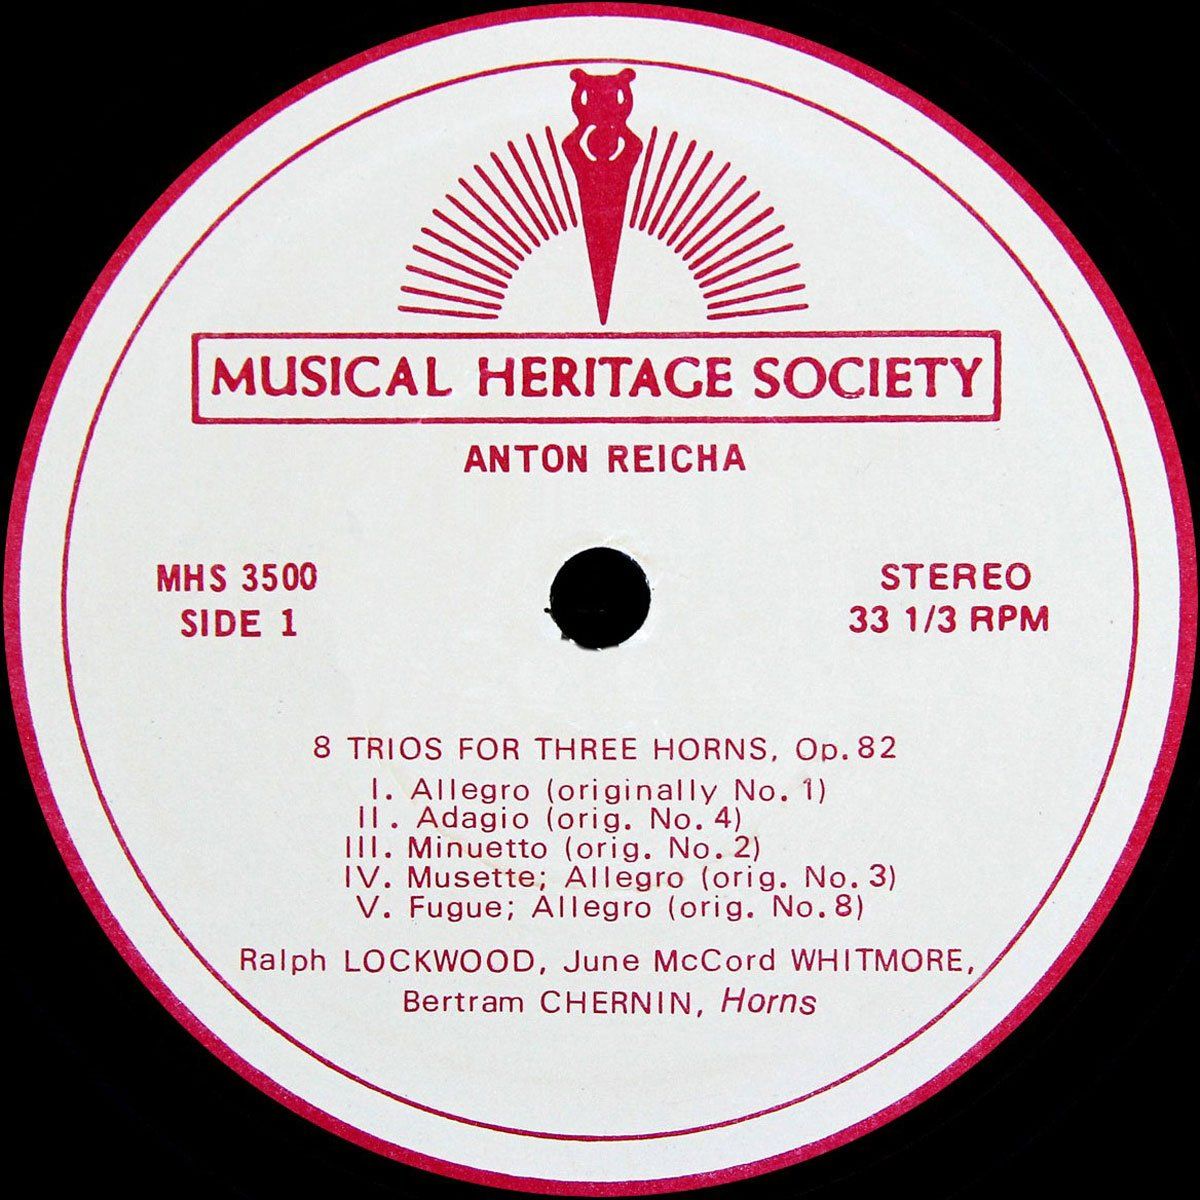 MUSICAL HERITAGE SOCIETY
ANTON REICHA
MHS 3500
SIDE 1
STEREO
33 1/3 RPM
8 TRIOS FOR THREE HORNS, Op. 82
I. Allegro (originally No. 1)
II. Adagio (orig. No. 4)
III. Minuetto (orig. No. 2)
IV. Musette; Allegro (orig. No. 3)
V. Fugue; Allegro (orig. No. 8)
Ralph LOCKWOOD, June McCord WHITMORE,
Bertram CHERNIN, Horns